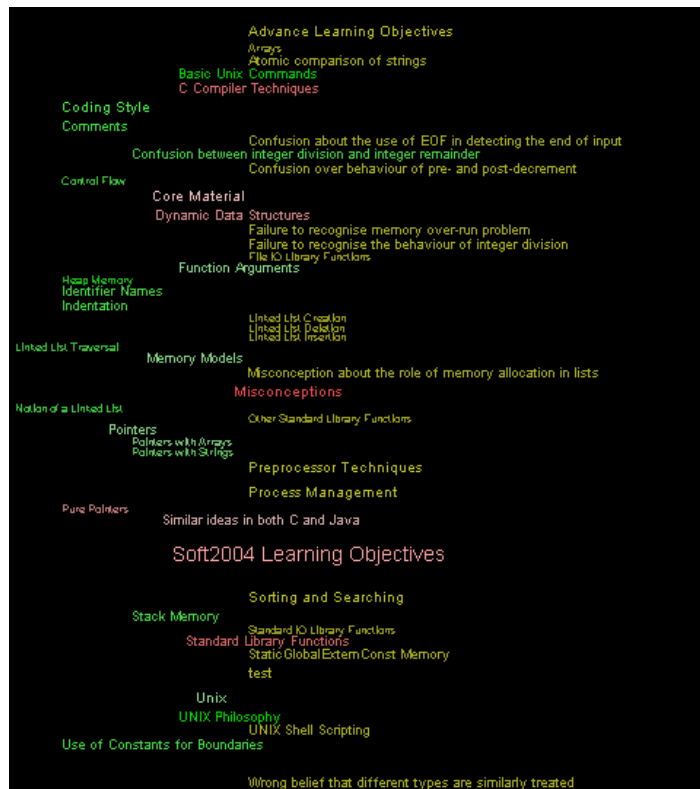 Advance Learning Objectives
Arrays
Atomic comparison of strings
Basic Unix Commands
C Compiler Techniques
Coding Style
Comments
Confusion about the use of EOF in detecting the end of input
Confusion between integer division and integer remainder
Confusion over behaviour of pre- and post-decrement
Control Flow
Core Material
Dynamic Data Structures
Failure to recognise memory over-run problem
Failure to recognise the behaviour of integer division
File IO Library Functions
Function Arguments
Heap Memory
Identifier Names
Indentation
Linked List Creation
Linked List Deletion
Linked List Insertion
Linked List Traversal
Memory Models
Misconception about the role of memory allocation in lists
Misconceptions
Notion of a Linked List
Other Standard Library Functions
Pointers
Pointers with Arrays
Pointers with Strings
Preprocessor Techniques
Process Management
Pure Pointers
Similar ideas in both C and Java
Soft2004 Learning Objectives
Sorting and Searching
Stack Memory
Standard IO Library Functions
Standard Library Functions
StaticGlobalExternConst Memory
test
Unix
UNIX Philosophy
UNIX Shell Scripting
Use of Constants for Boundaries
Wrong belief that different types are similarly treated